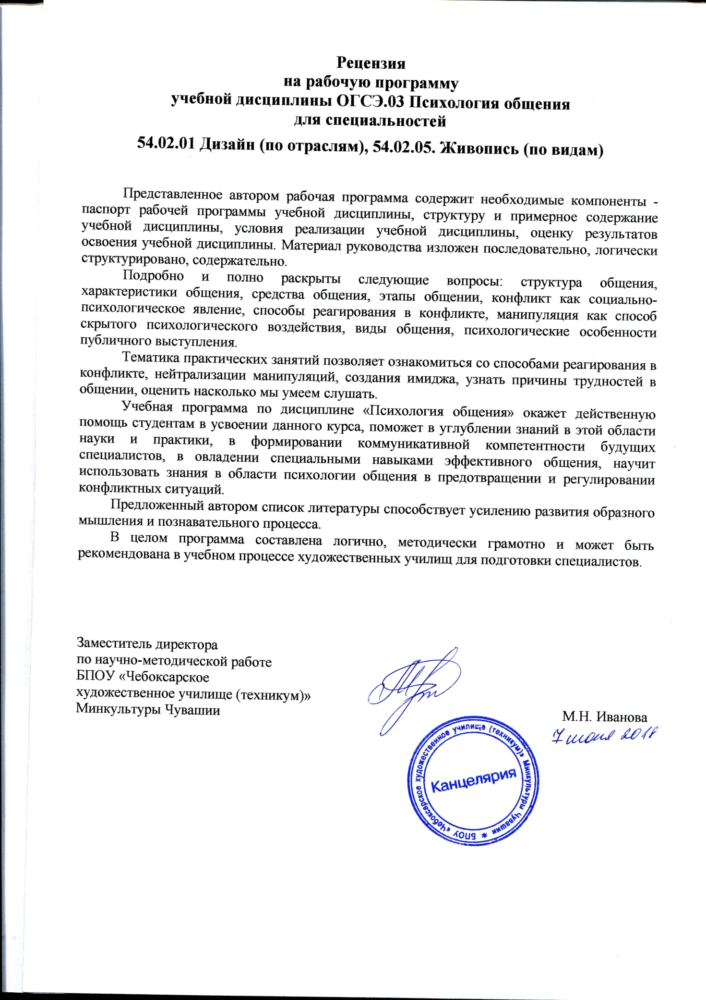 Рецензия
на рабочую программу
учебной дисциплины ОГСЭ.03 Психология общения
для специальностей
54.02.01 Дизайн (по отраслям), 54.02.05. Живопись (по видам)
Представленное автором рабочая программа содержит необходимые компоненты -
паспорт рабочей программы учебной дисциплины, структуру и примерное содержание
учебной дисциплины, условия реализации учебной дисциплины, оценку результатов
освоения учебной дисциплины. Материал руководства изложен последовательно, логически
структурировано, содержательно.
Подробно и полно раскрыты следующие вопросы: структура общения,
характеристики общения, средства общения, этапы общении, конфликт как социально-
психологическое явление, способы реагирования в конфликте, манипуляция как способ
скрытого психологического воздействия, виды общения, психологические особенности
публичного выступления.
Тематика практических занятий позволяет ознакомиться со способами реагирования в
конфликте, нейтрализации манипуляций, создания имиджа, узнать причины трудностей в
общении, оценить насколько мы умеем слушать.
Учебная программа по дисциплине «Психология общения» окажет действенную
помощь студентам в усвоении данного курса, поможет в углублении знаний в этой области
науки и практики, в формировании коммуникативной компетентности будущих
специалистов, в овладении специальными навыками эффективного общения, научит
использовать знания в области психологии общения в предотвращении и регулировании
конфликтных ситуаций.
Предложенный автором список литературы способствует усилению развития образного
мышления и познавательного процесса.
В целом программа составлена логично, методически грамотно и может быть
рекомендована в учебном процессе художественных училищ для подготовки специалистов.
Заместитель директора
по научно-методической работе
БПОУ «Чебоксарское
художественное училище (техникум)»
Минкультуры Чувашии
М.Н. Иванова
7 июня 2018
БПОУ «Чебоксарское художественное училище (техникум)» Минкультуры Чувашии *
Канцелярия